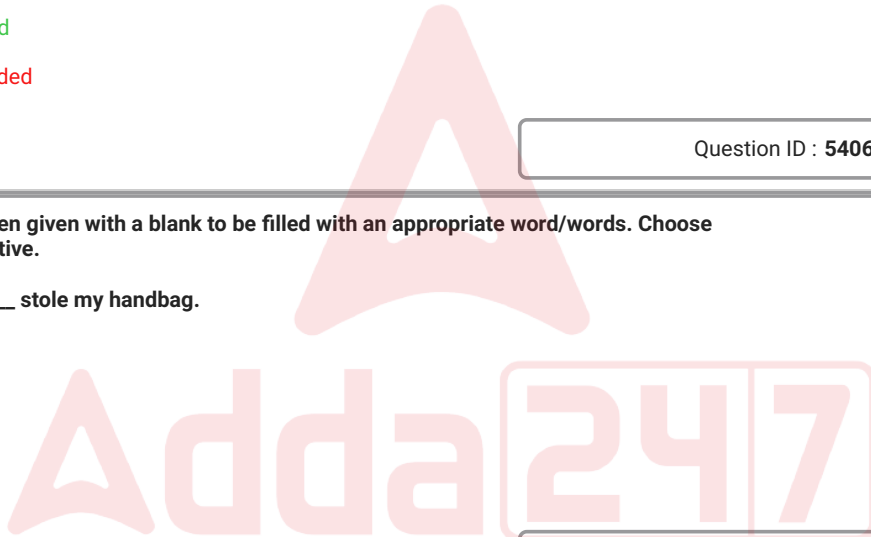 d
ded
Question ID : 5406
en given with a blank to be filled with an appropriate word/words. Choose
tive.
_ stole my handbag.
Adda247